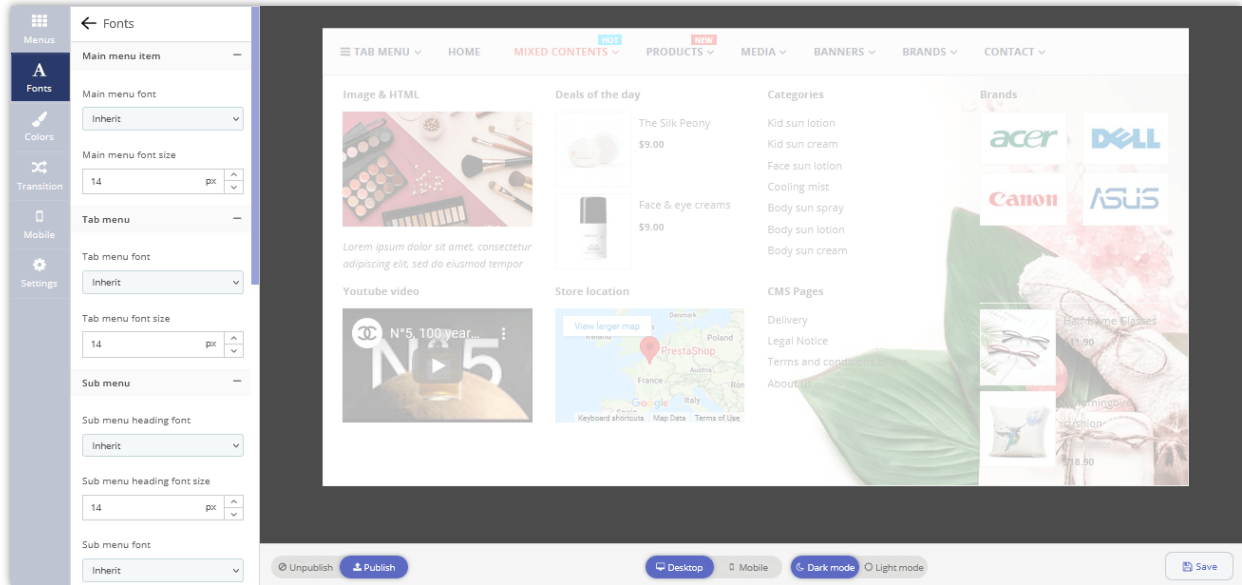 Menus
Fonts
Colors
Transition
Mobile
Settings
Fonts
Main menu item
Main menu font
Inherit
Main menu font size
14 px
Tab menu
Tab menu font
Inherit
Tab menu font size
14 px
Sub menu
Sub menu heading font
Inherit
Sub menu heading font size
14 px
Sub menu font
Inherit
HOT NEW
TAB MENU HOME MIXED CONTENTS PRODUCTS MEDIA BANNERS BRANDS CONTACT
Image & HTML
Lorem ipsum dolor sit amet, consectetur
adipiscing elit, sed do eiusmod tempor
Deals of the day
The Silk Peony
$9.00
Face & eye creams
$9.00
Categories
Kid sun lotion
Kid sun cream
Face sun lotion
Cooling mist
Body sun spray
Body sun lotion
Body sun cream
Brands
acer DELL
Canon ASUS
Youtube video
N°5, 100 year...
N°5
Store location
View larger map
Denmark
Ireland
Poland
PrestaShop
Austria
France
Italy
Google
Spain
Keyboard shortcuts Map Data Terms of Use
CMS Pages
Delivery
Legal Notice
Terms and conditions
About us
Half-frame Glasses
$11.90
cushion
$18.90
Unpublish Publish Desktop Mobile Dark mode Light mode Save